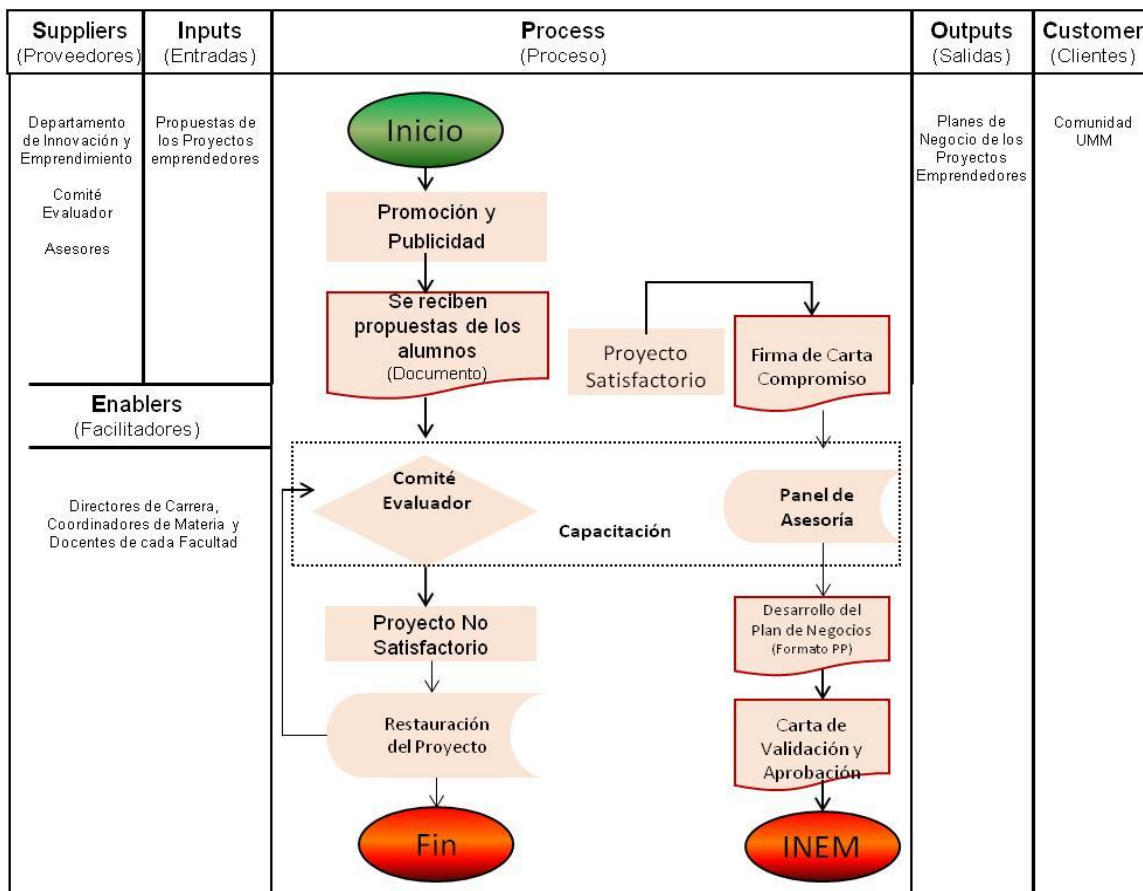 Suppliers
(Proveedores)
Inputs
(Entradas)
Process
(Proceso)
Outputs
(Salidas)
Customer
(Clientes)
Departamento
de Innovación y
Emprendimiento
Comité
Evaluador
Asesores
Propuestas de
los Proyectos
emprendedores
Enablers
(Facilitadores)
Directores de Carrera,
Coordinadores de Materia y
Docentes de cada Facultad
Inicio
Promoción y
Publicidad
Se reciben
propuestas de los
alumnos
(Documento)
Comité
Evaluador
Capacitación
Proyecto No
Satisfactorio
Restauración
del Proyecto
Fin
Proyecto
Satisfactorio
Firma de Carta
Compromiso
Panel de
Asesoría
Desarrollo del
Plan de Negocios
(Formato PP)
Carta de
Validación y
Aprobación
INEM
Planes de
Negocio de los
Proyectos
Emprendedores
Comunidad
UMM